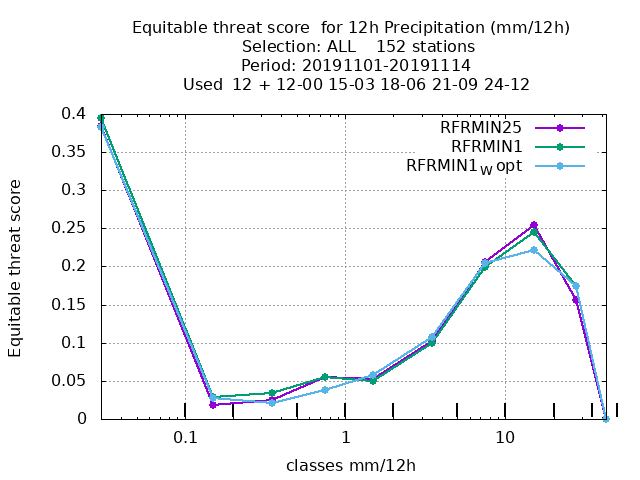 Equitable threat score  for 12h Precipitation (mm/12h)
Selection: ALL    152 stations
Period: 20191101-20191114
Used  12 + 12-00 15-03 18-06 21-09 24-12
RFRMIN25
RFRMIN1
RFRMIN1W opt
0.4
0.35
0.3
0.25
0.2
0.15
0.1
0.05
0
Equitable threat score
0.1 1 10
classes mm/12h